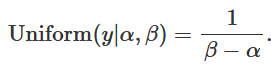 Uniform(y|α, β) = 1 / (β − α).